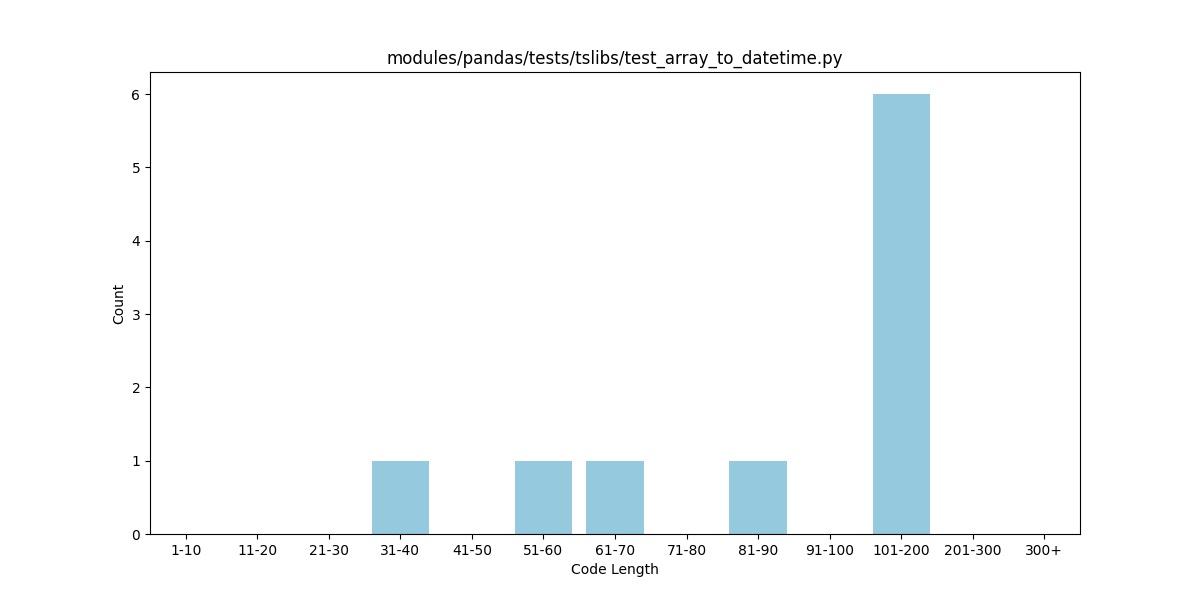 modules/pandas/tests/tslibs/test_array_to_datetime.py
6
5
4
3
2
1
0
Count
1-10 11-20 21-30 31-40 41-50 51-60 61-70 71-80 81-90 91-100 101-200 201-300 300+
Code Length